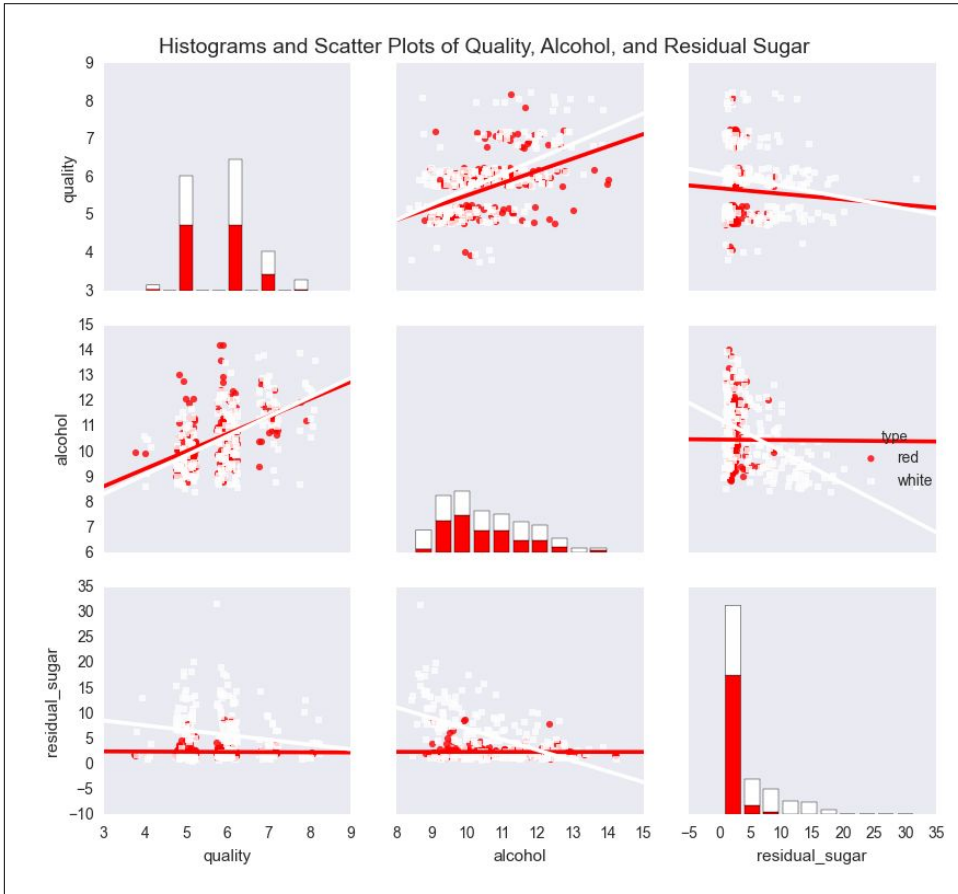 Histograms and Scatter Plots of Quality, Alcohol, and Residual Sugar
9
8
7
6
5
4
3
quality
15
14
13
12
11
10
9
8
7
6
alcohol
type
red
white
35
30
25
20
15
10
5
0
−5
−10
residual_sugar
3 4 5 6 7 8 9
8 9 10 11 12 13 14 15
−5 0 5 10 15 20 25 30 35
quality
alcohol
residual_sugar